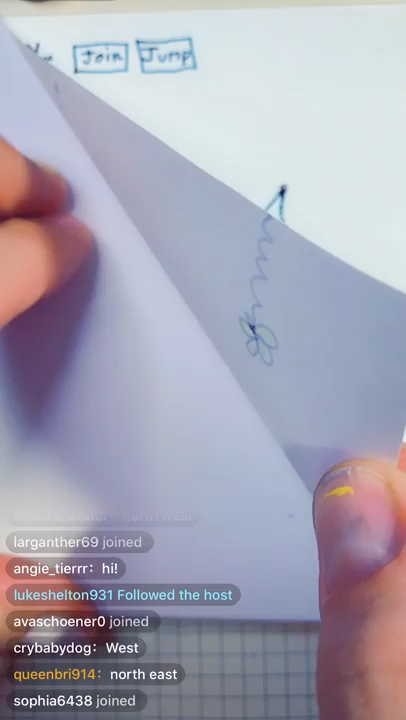 Join Jump
larganther69 joined
angie_tierrr: hi!
lukeshelton931 Followed the host
avaschoener0 joined
crybabydog: West
queenbri914: north east
sophia6438 joined